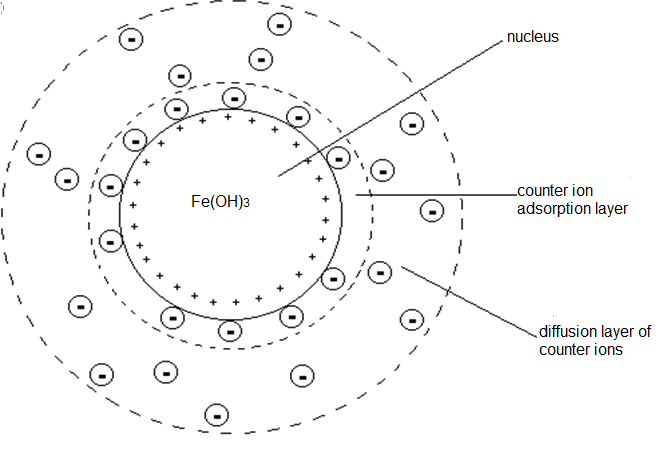 nucleus
counter ion
adsorption layer
Fe(OH)3
diffusion layer of
counter ions